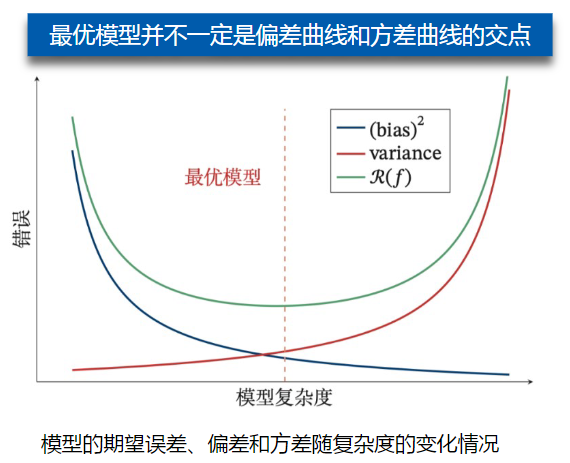 最优模型并不一定是偏差曲线和方差曲线的交点
(bias)²
variance
ℛ(f)
最优模型
错误
模型复杂度
模型的期望误差、偏差和方差随复杂度的变化情况